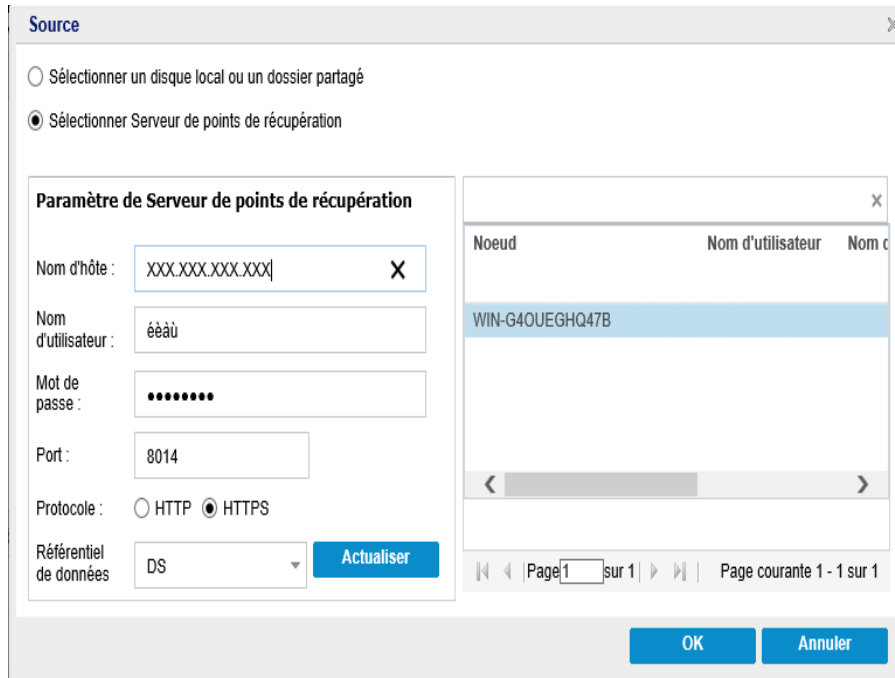 Source
Sélectionner un disque local ou un dossier partagé
Sélectionner Serveur de points de récupération
Paramètre de Serveur de points de récupération
Nom d'hôte :
XXX.XXX.XXX.XXX
Nom
d'utilisateur :
éèàù
Mot de
passe :
••••••••
Port :
8014
Protocole :
HTTP
HTTPS
Référentiel
de données
DS
Actualiser
Noeud
Nom d'utilisateur
Nom d
WIN-G4OUEGHQ47B
Page 1 sur 1
Page courante 1 - 1 sur 1
OK
Annuler